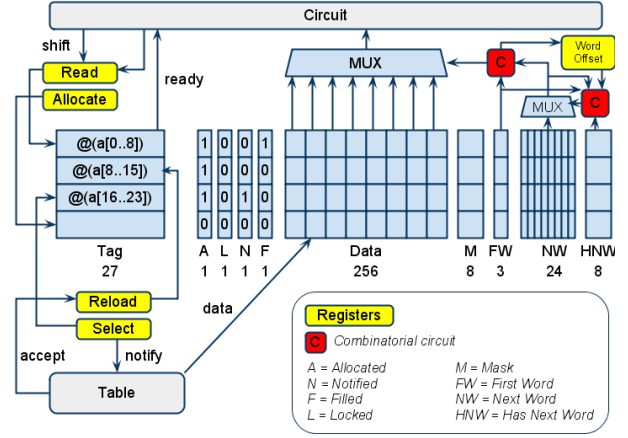 Circuit
shift
Read
Allocate
ready
MUX
C
Word
Offset
MUX
C
@(a[0..8])
@(a[8..15])
@(a[16..23])
1 0 0 1
1 0 0 0
1 0 1 0
0 0 0 0
Tag A L N F Data M FW NW HNW
27 1 1 1 1 256 8 3 24 8
Reload
data
Select
accept notify
Table
Registers
C Combinatorial circuit
A = Allocated M = Mask
N = Notified FW = First Word
F = Filled NW = Next Word
L = Locked HNW = Has Next Word